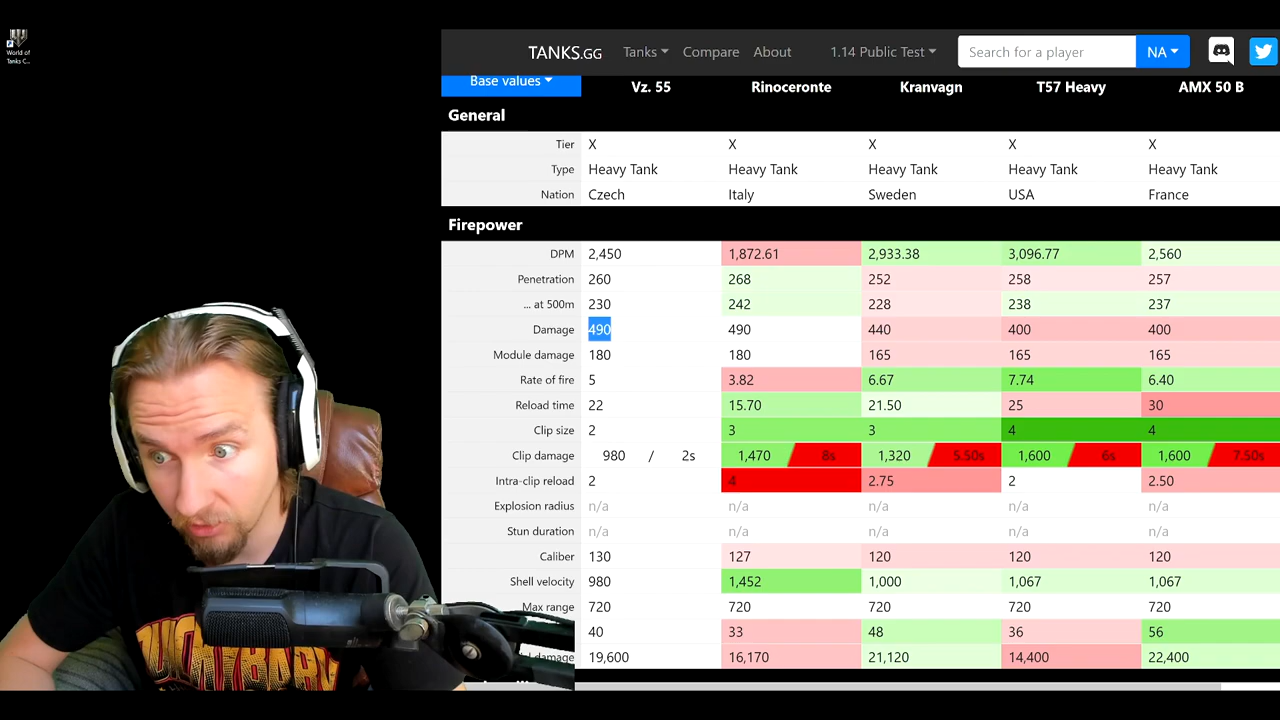 World of
Tanks C...
TANKS.GG Tanks Compare About 1.14 Public Test Search for a player NA
Base values Vz. 55 Rinoceronte Kranvagn T57 Heavy AMX 50 B
General
Tier X X X X X
Type Heavy Tank Heavy Tank Heavy Tank Heavy Tank Heavy Tank
Nation Czech Italy Sweden USA France
Firepower
DPM 2,450 1,872.61 2,933.38 3,096.77 2,560
Penetration 260 268 252 258 257
... at 500m 230 242 228 238 237
Damage 490 490 440 400 400
Module damage 180 180 165 165 165
Rate of fire 5 3.82 6.67 7.74 6.40
Reload time 22 15.70 21.50 25 30
Clip size 2 3 3 4 4
Clip damage 980 / 2s 1,470 8s 1,320 5.50s 1,600 6s 1,600 7.50s
Intra-clip reload 2 4 2.75 2 2.50
Explosion radius n/a n/a n/a n/a n/a
Stun duration n/a n/a n/a n/a n/a
Caliber 130 127 120 120 120
Shell velocity 980 1,452 1,000 1,067 1,067
Max range 720 720 720 720 720
40 33 48 36 56
damage 19,600 16,170 21,120 14,400 22,400